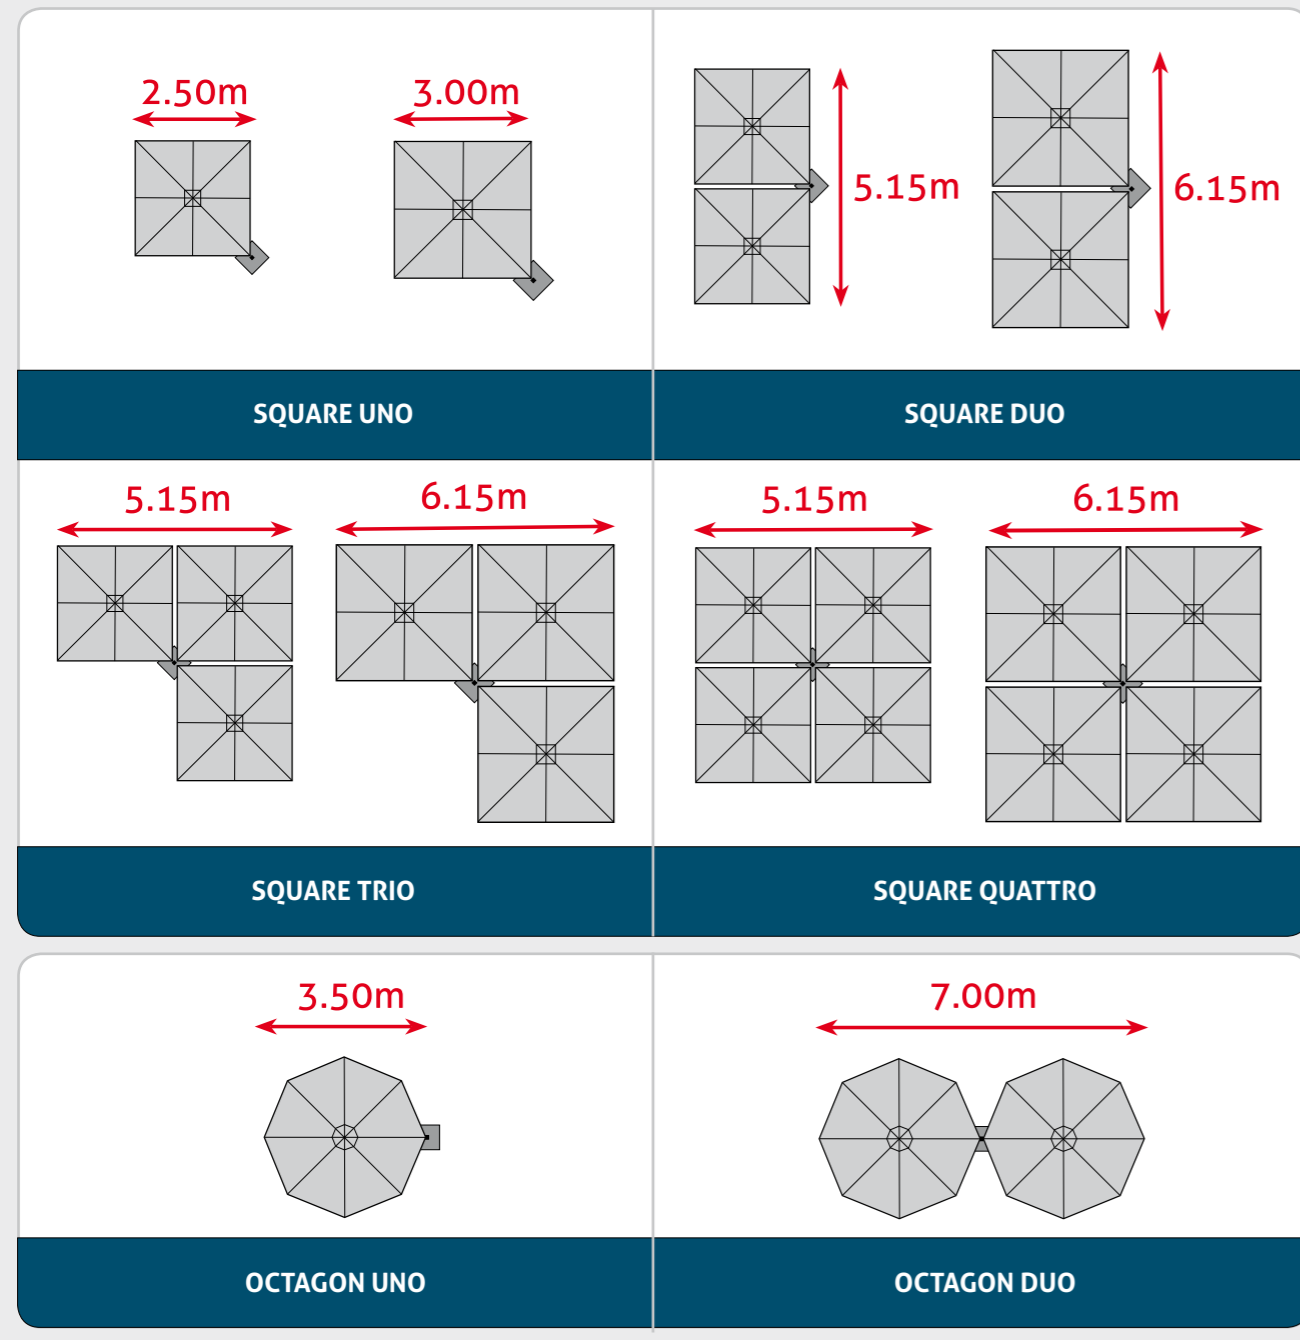 2.50m
3.00m
5.15m
6.15m
SQUARE UNO
SQUARE DUO
5.15m
6.15m
5.15m
6.15m
SQUARE TRIO
SQUARE QUATTRO
3.50m
7.00m
OCTAGON UNO
OCTAGON DUO